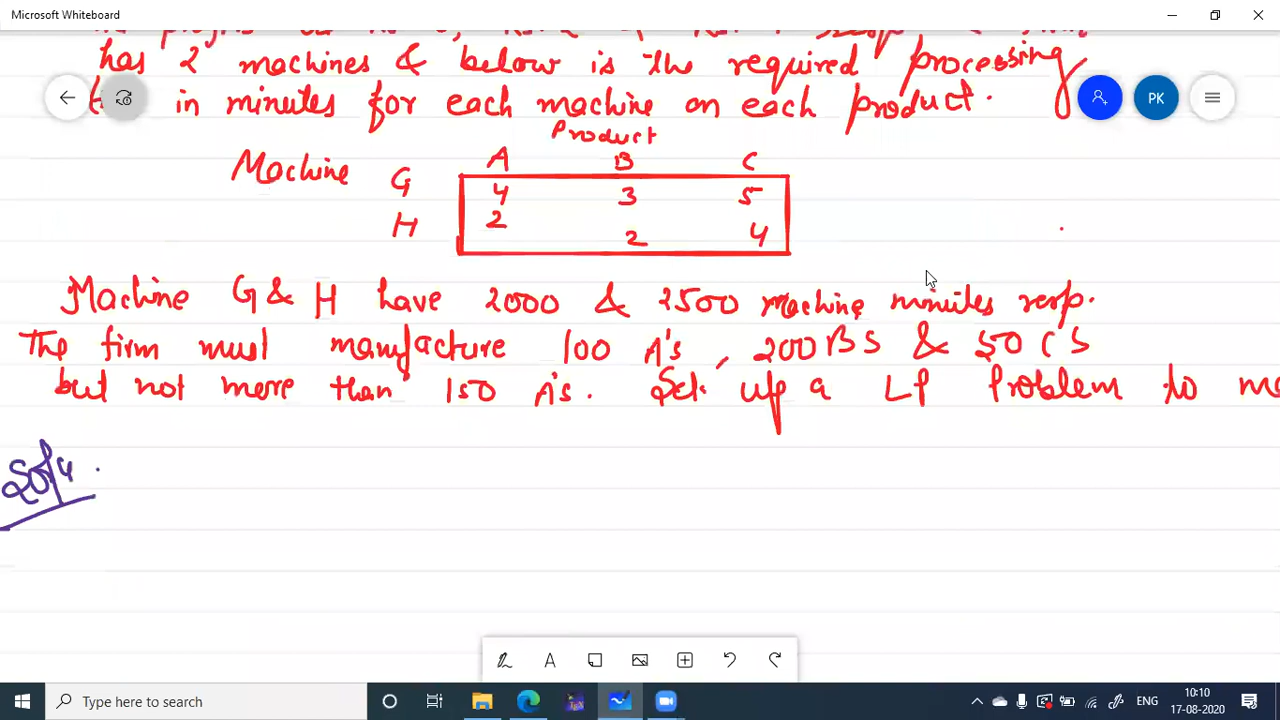 Microsoft Whiteboard
has 2 machines & below is the required processing
in minutes for each machine on each product.
Product
Machine A B C
G 4 3 5
H 2 2 4
Machine G & H have 2000 & 2500 Machine minutes resp.
The firm must manufacture 100 A's, 200 BS & 50 CS
but not more than 150 A's. Set up a LP Problem to
Sol4.
PK
Type here to search
ENG
10:10
17-08-2020